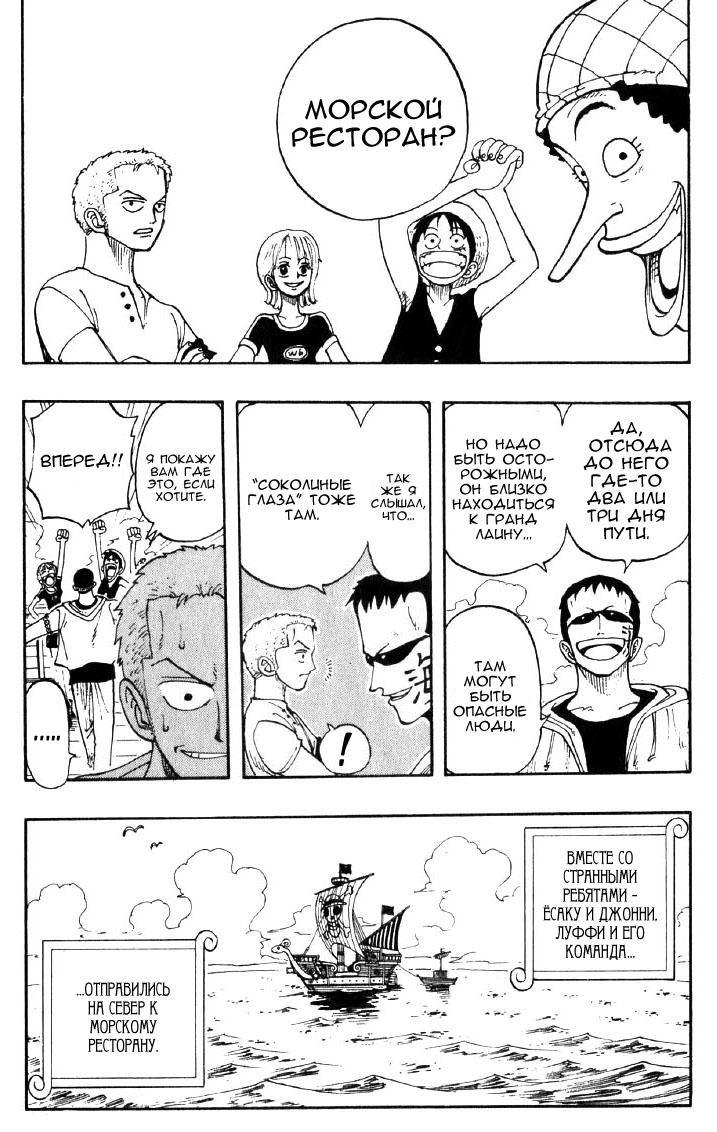 МОРСКОЙ
РЕСТОРАН?
wb
ДА,
ОТСЮДА
ДО НЕГО
ГДЕ-ТО
ДВА ИЛИ
ТРИ ДНЯ
ПУТИ.
НО НАДО
БЫТЬ ОСТО-
РОЖНЫМИ,
ОН БЛИЗКО
НАХОДИТЬСЯ
К ГРАНД
ЛАИНУ...
ТАМ
МОГУТ
БЫТЬ
ОПАСНЫЕ
ЛЮДИ.
ТАК
ЖЕ Я
СЛЫШАЛ,
ЧТО...
"СОКОЛИНЫЕ
ГЛАЗА" ТОЖЕ
ТАМ.
!
Я ПОКАЖУ
ВАМ ГДЕ
ЭТО, ЕСЛИ
ХОТИТЕ.
ВПЕРЕД!!
.....
ВМЕСТЕ СО
СТРАННЫМИ
РЕБЯТАМИ -
ЁСАКУ И ДЖОННИ.
ЛУФФИ И ЕГО
КОМАНДА...
...ОТПРАВИЛИСЬ
НА СЕВЕР К
МОРСКОМУ
РЕСТОРАНУ.